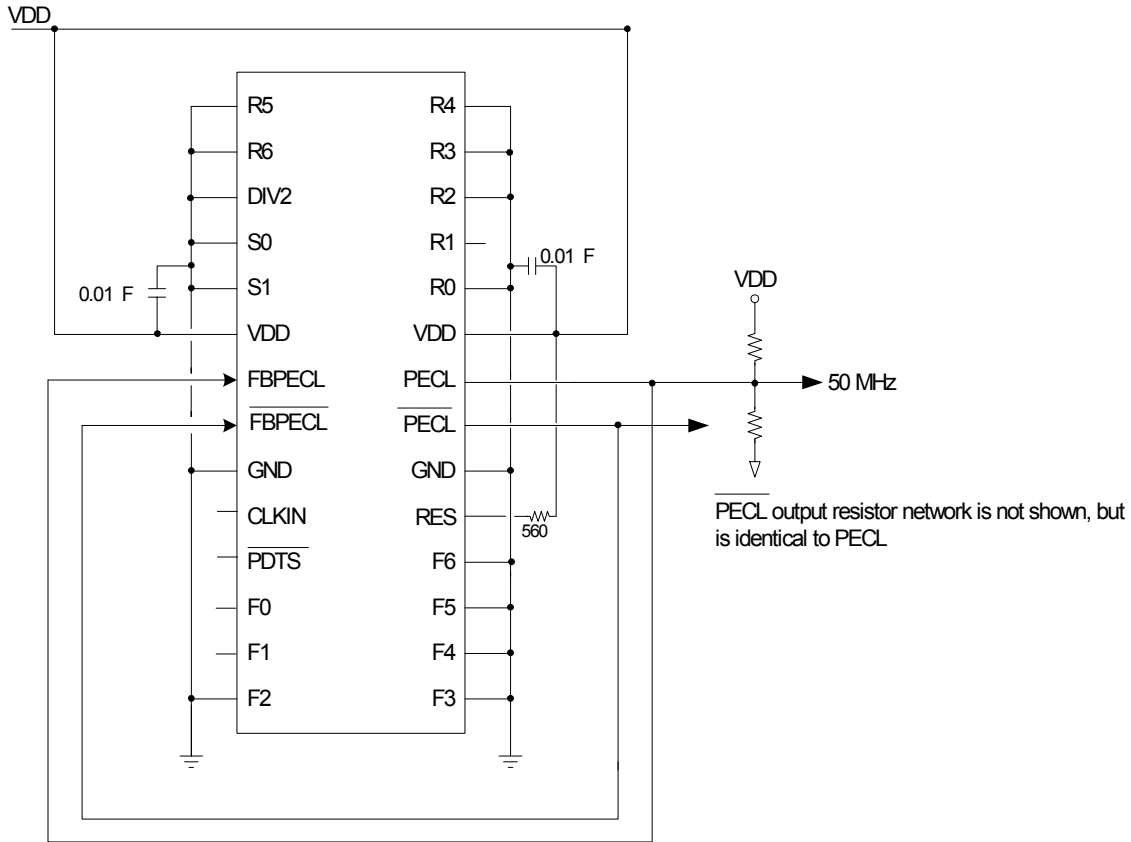 VDD
R5
R6
DIV2
S0
S1
VDD
FBPECL
FBPECL
GND
CLKIN
PDTS
F0
F1
F2
R4
R3
R2
R1
R0
VDD
PECL
PECL
GND
RES
F6
F5
F4
F3
0.01 F
0.01 F
560
VDD
50 MHz
PECL output resistor network is not shown, but
is identical to PECL